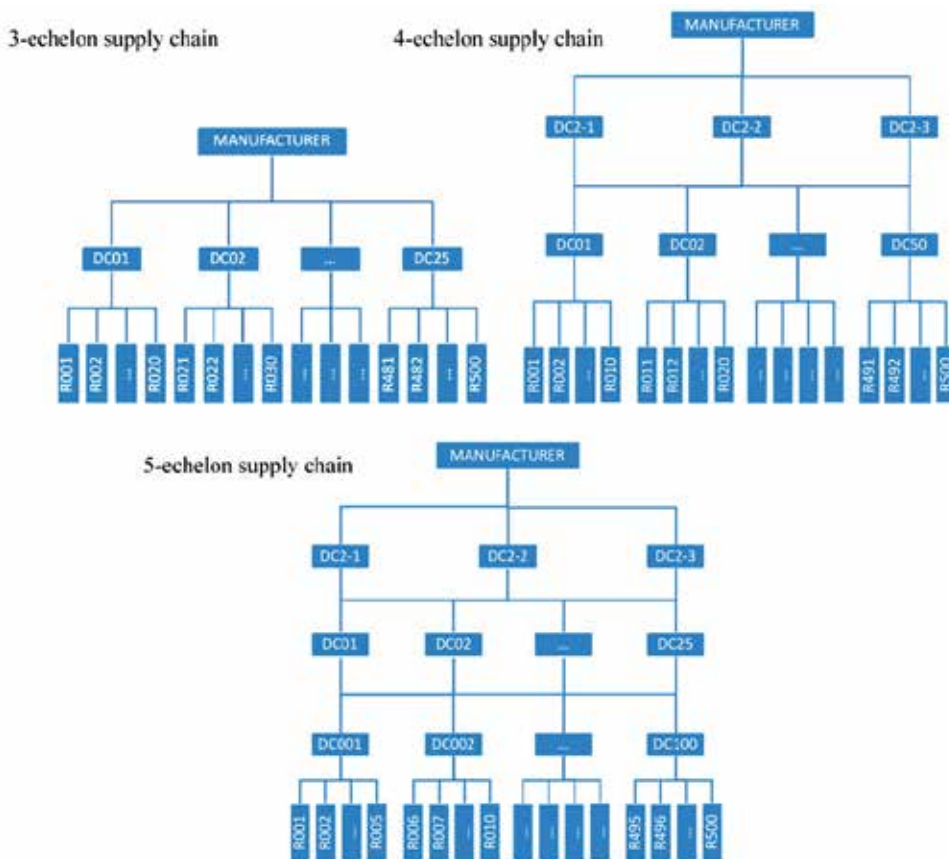 3-echelon supply chain
MANUFACTURER
DC01 DC02 ... DC25
R001 R002 ... R020 R021 R022 ... R030 ... ... ... R481 R482 ... R500
4-echelon supply chain
MANUFACTURER
DC2-1 DC2-2 DC2-3
DC01 DC02 ... DC50
R001 R002 ... R010 R011 R012 ... R020 ... ... ... ... R491 R492 ... R500
5-echelon supply chain
MANUFACTURER
DC2-1 DC2-2 DC2-3
DC01 DC02 ... DC25
DC001 DC002 ... DC100
R001 R002 ... R005 R006 R007 ... R010 ... ... ... ... R495 R496 ... R500